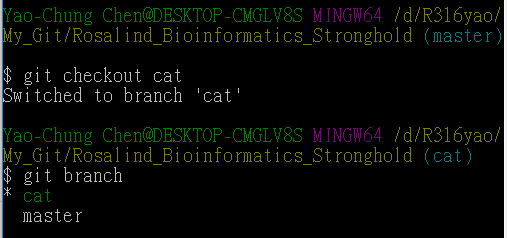 Yao-Chung Chen@DESKTOP-CMGLV8S MINGW64 /d/R316yao/
My_Git/Rosalind_Bioinformatics_Stronghold (master)
$ git checkout cat
Switched to branch 'cat'
Yao-Chung Chen@DESKTOP-CMGLV8S MINGW64 /d/R316yao/
My_Git/Rosalind_Bioinformatics_Stronghold (cat)
$ git branch
* cat
  master